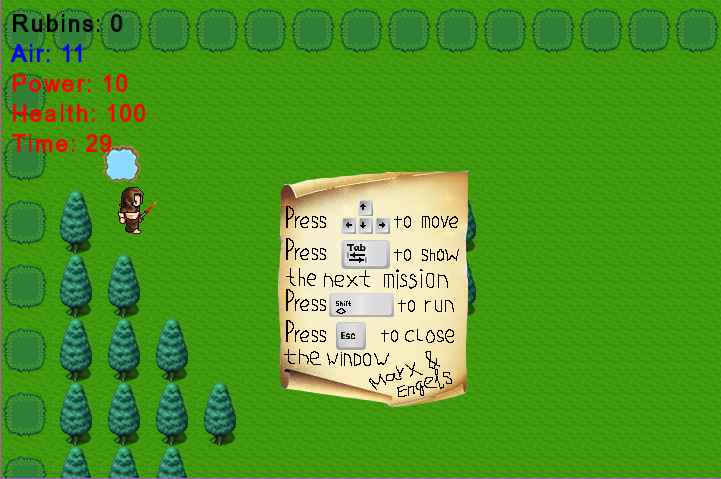 Rubins: 0
Air: 11
Power: 10
Health: 100
Time: 29
Press ↑ ← ↓ → to move
Press Tab to show
the next mission
Press Shift to run
Press Esc to close
the window
Marx &
Engels